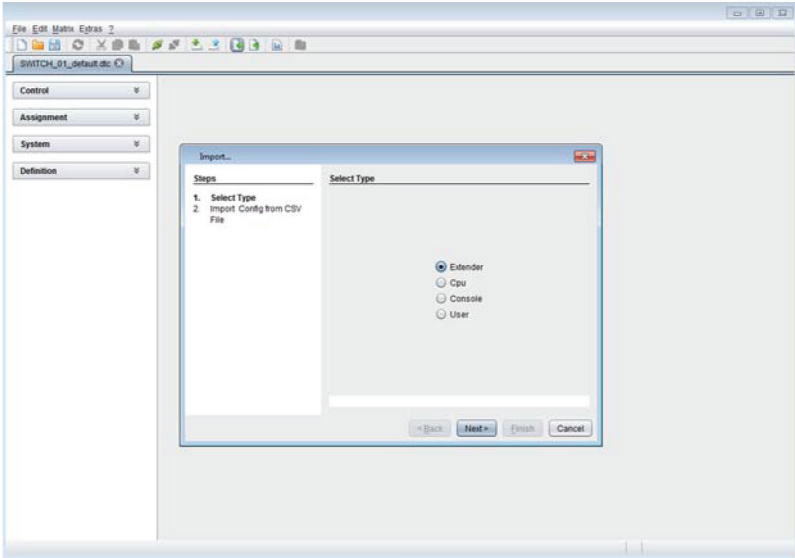 File Edit Matrix Extras ?
SWITCH_01_default.dtc
Control
Assignment
System
Definition
Import...
Steps
1. Select Type
2. Import Config from CSV
File
Select Type
Extender
Cpu
Console
User
< Back Next > Finish Cancel